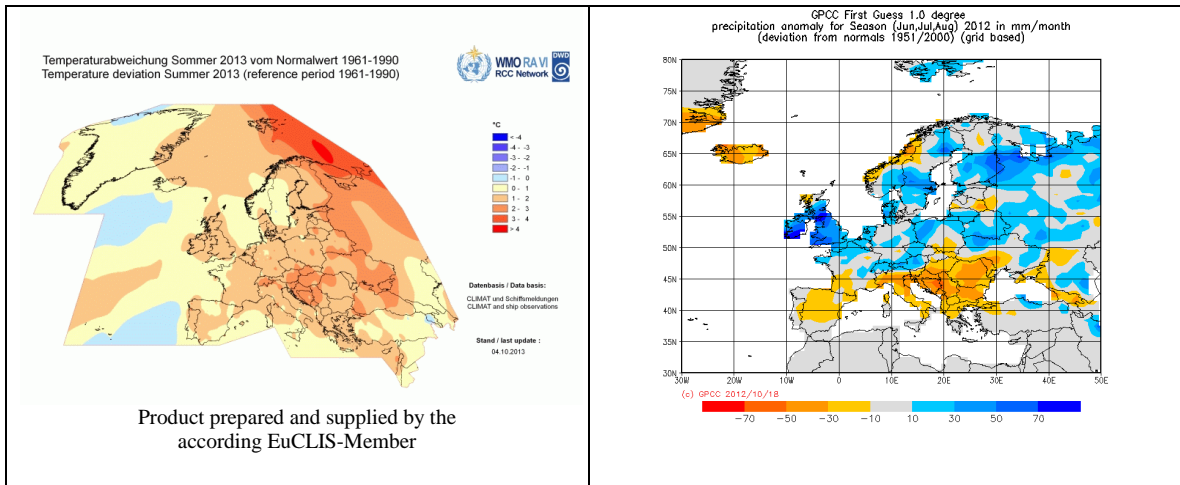 Temperaturabweichung Sommer 2013 vom Normalwert 1961-1990
Temperature deviation Summer 2013 (reference period 1961-1990)
WMO RA VI
RCC Network
DWD
°C
< -4
-4 - -3
-3 - -2
-2 - -1
-1 - 0
0 - 1
1 - 2
2 - 3
3 - 4
> 4
Datenbasis / Data basis:
CLIMAT und Schiffmeldungen
CLIMAT and ship observations
Stand / last update :
04.10.2013
Product prepared and supplied by the
according EuCLIS-Member
GPCC First Guess 1.0 degree
precipitation anomaly for Season (Jun,Jul,Aug) 2012 in mm/month
(deviation from normals 1951/2000) (grid based)
80N
75N
70N
65N
60N
55N
50N
45N
40N
35N
30N
30W 20W 10W 0 10E 20E 30E 40E 50E
(c) GPCC 2012/10/18
-70 -50 -30 -10 10 30 50 70